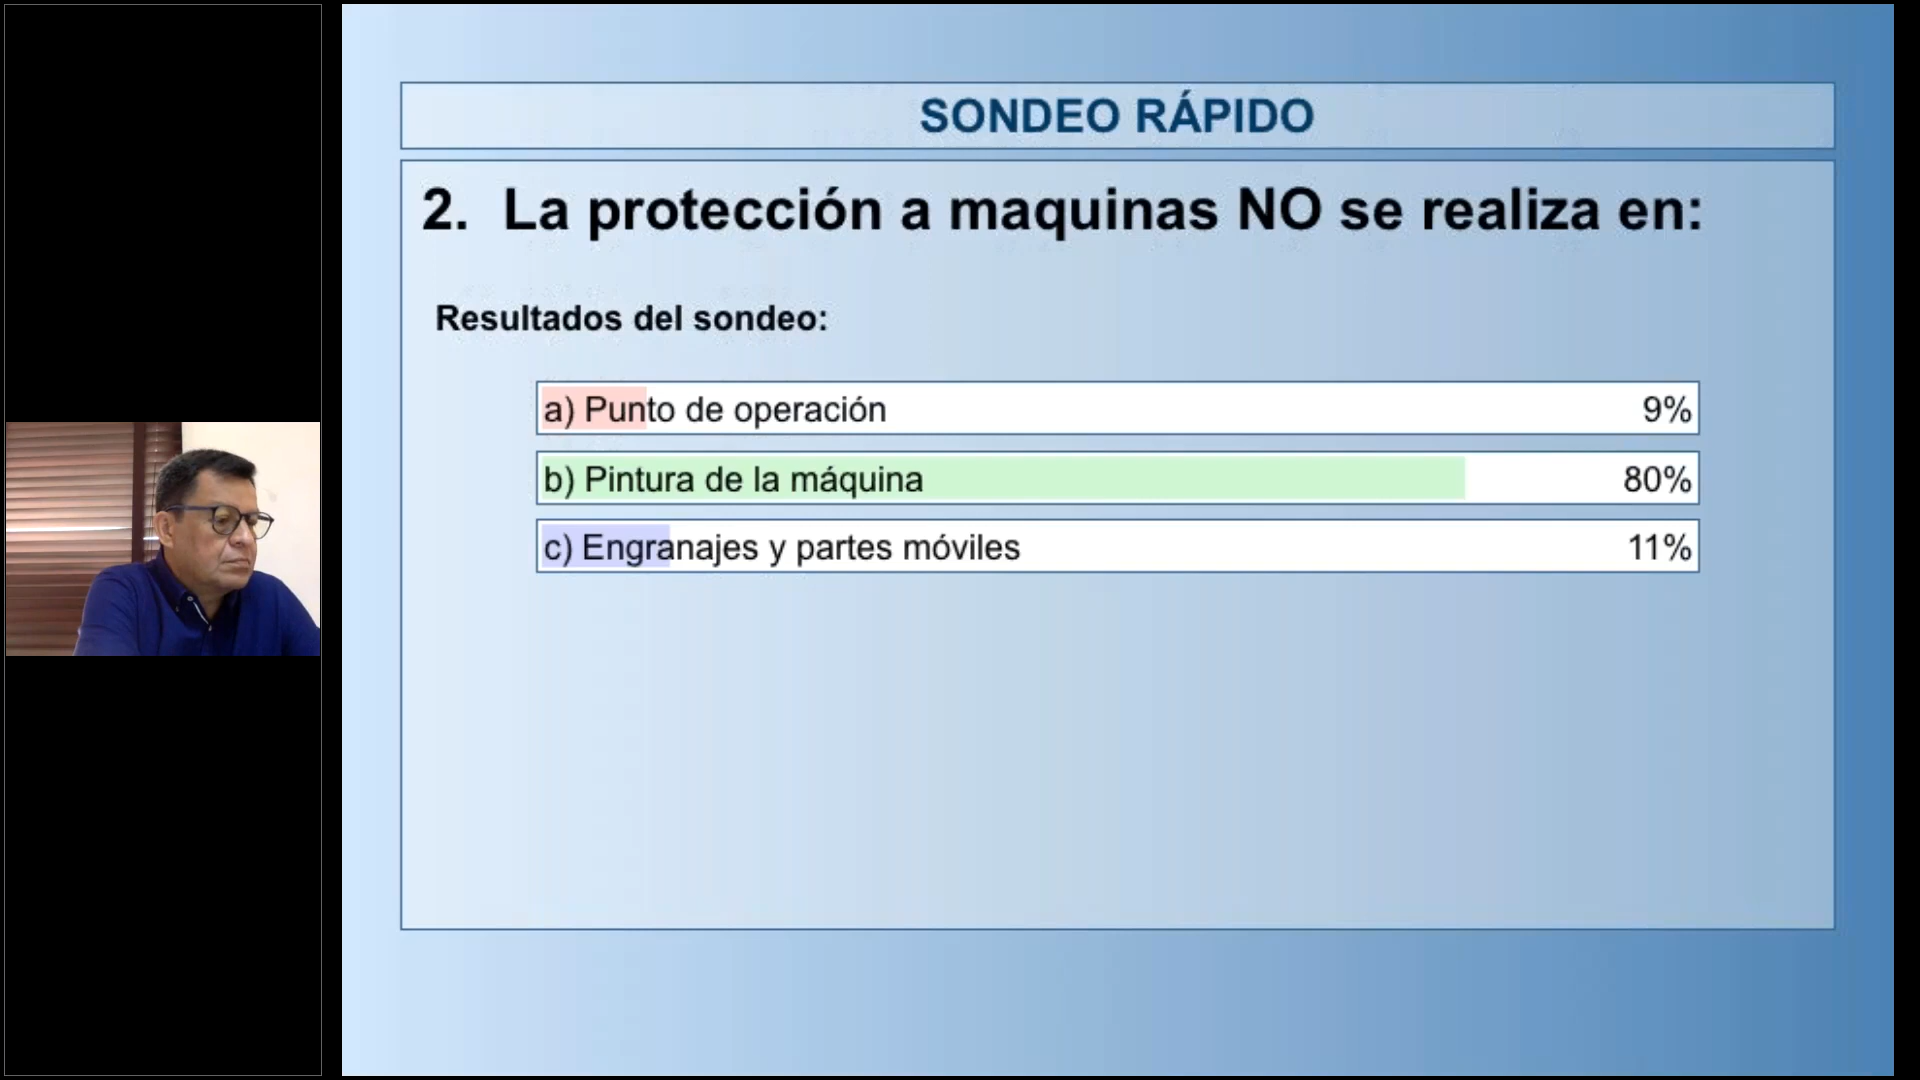 SONDEO RÁPIDO
2. La protección a maquinas NO se realiza en:
Resultados del sondeo:
a) Punto de operación 9%
b) Pintura de la máquina 80%
c) Engranajes y partes móviles 11%